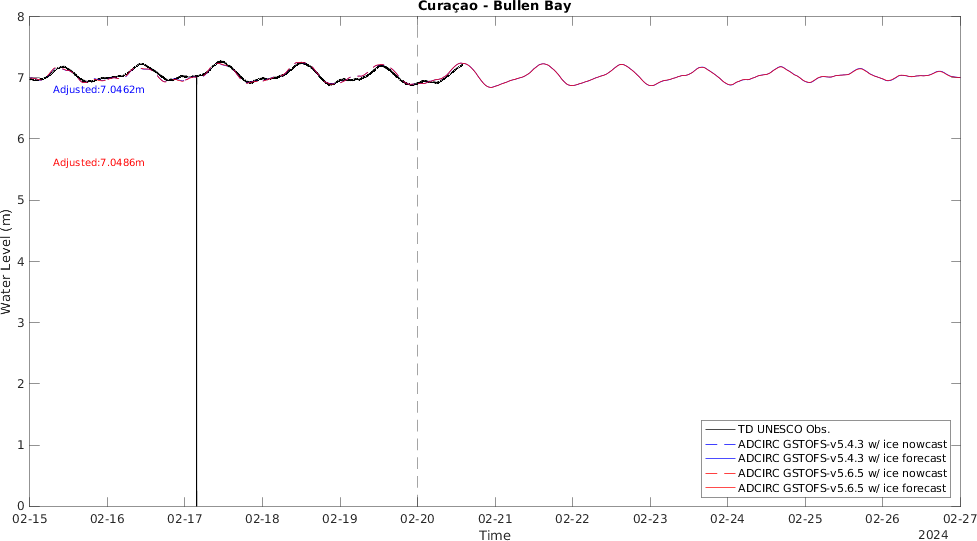 Curaçao - Bullen Bay
8
7
6
5
4
3
2
1
0
Water Level (m)
Adjusted:7.0462m
Adjusted:7.0486m
TD UNESCO Obs.
ADCIRC GSTOFS-v5.4.3 w/ ice nowcast
ADCIRC GSTOFS-v5.4.3 w/ ice forecast
ADCIRC GSTOFS-v5.6.5 w/ ice nowcast
ADCIRC GSTOFS-v5.6.5 w/ ice forecast
02-15 02-16 02-17 02-18 02-19 02-20 02-21 02-22 02-23 02-24 02-25 02-26 02-27
Time
2024